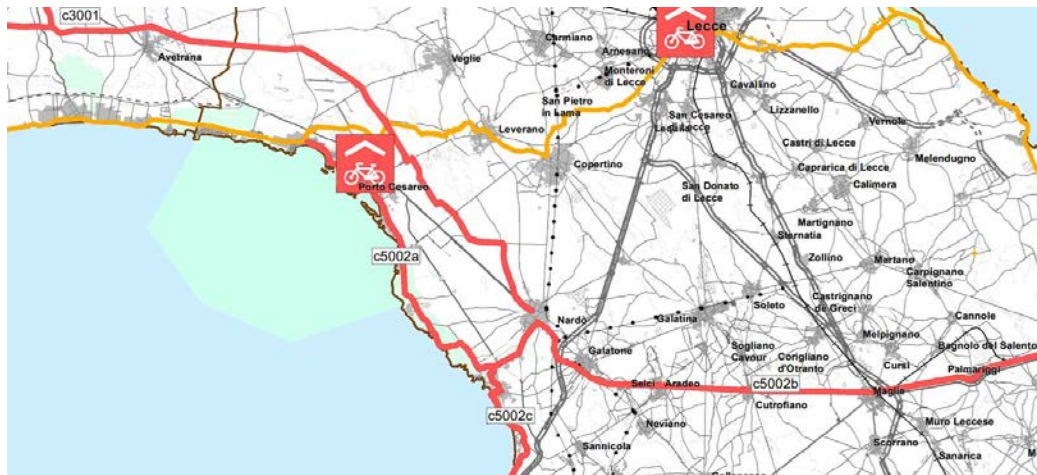 c3001
Avetrana
Veglie
Carmiano
Arnesano
Monteroni
di Lecce
Lecce
Cavallino
San Pietro
in Lama
Lizzanello
San Cesareo
di Lecce
Leverano
Vernole
Castri di Lecce
Melendugno
Copertino
Caprarica di Lecce
Calimera
Porto Cesareo
San Donato
di Lecce
Martignano
Sternatia
c5002a
Zollino
Martano
Carpignano
Salentino
Soleto
Castrignano
de Greci
Nardò
Galatina
Cannole
Melpignano
Sogliano
Cavour
Corigliano
d'Otranto
Bagnolo del Salento
Galatone
Cursi
Palmariggi
Selci
Aradeo
c5002b
Maglie
Cutrofiano
c5002c
Neviano
Muro Leccese
Sannicola
Scorrano
Sanarica